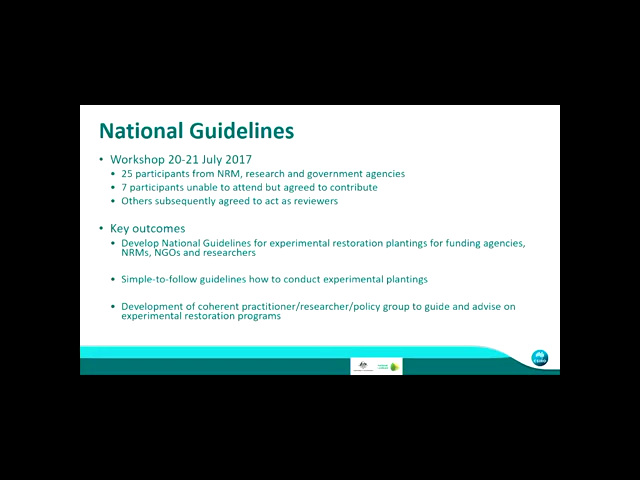 National Guidelines
• Workshop 20-21 July 2017
• 25 participants from NRM, research and government agencies
• 7 participants unable to attend but agreed to contribute
• Others subsequently agreed to act as reviewers
• Key outcomes
• Develop National Guidelines for experimental restoration plantings for funding agencies,
NRMs, NGOs and researchers
• Simple-to-follow guidelines how to conduct experimental plantings
• Development of coherent practitioner/researcher/policy group to guide and advise on
experimental restoration programs
CSIRO